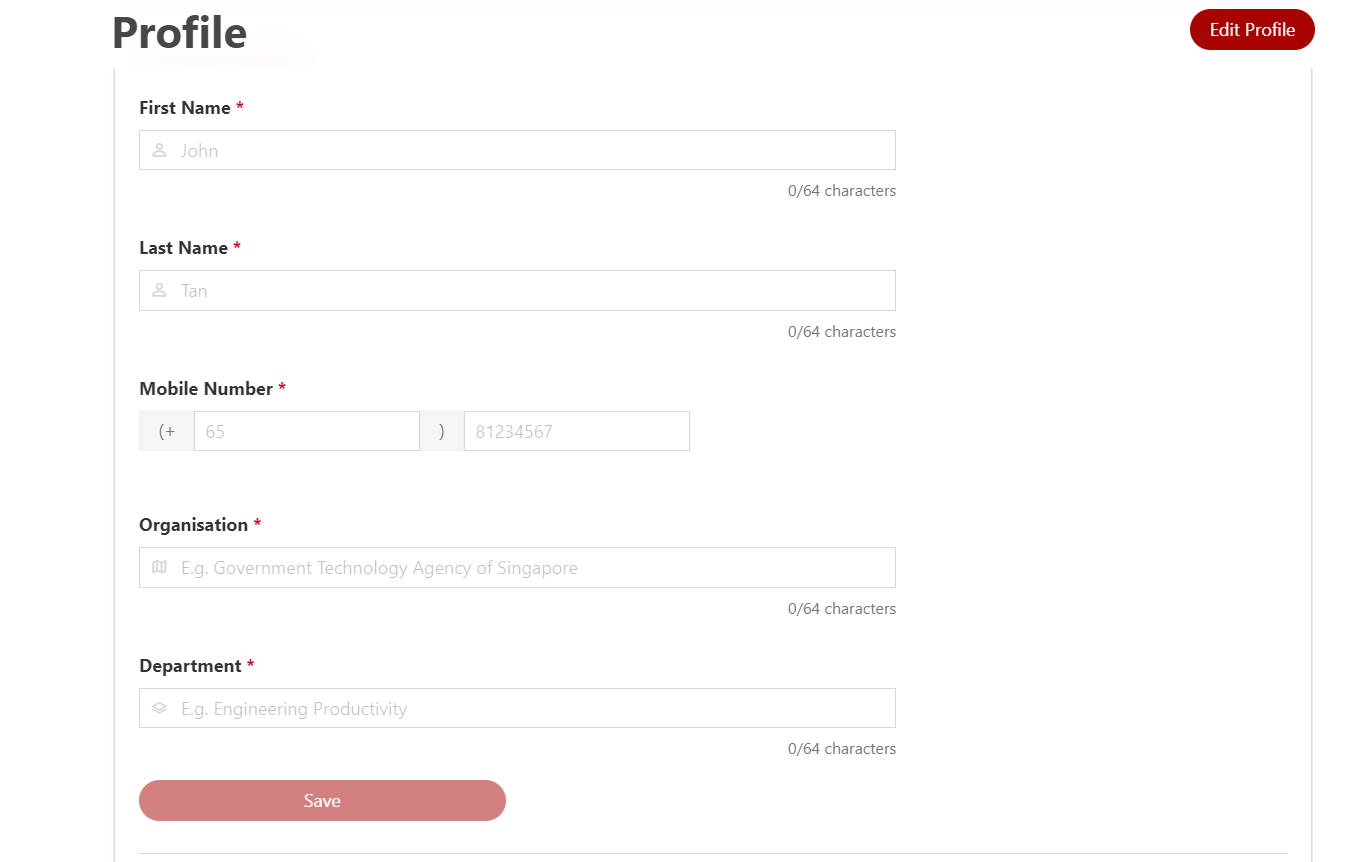 Profile
Edit Profile
First Name *
John
0/64 characters
Last Name *
Tan
0/64 characters
Mobile Number *
(+ 65 ) 81234567
Organisation *
E.g. Government Technology Agency of Singapore
0/64 characters
Department *
E.g. Engineering Productivity
0/64 characters
Save